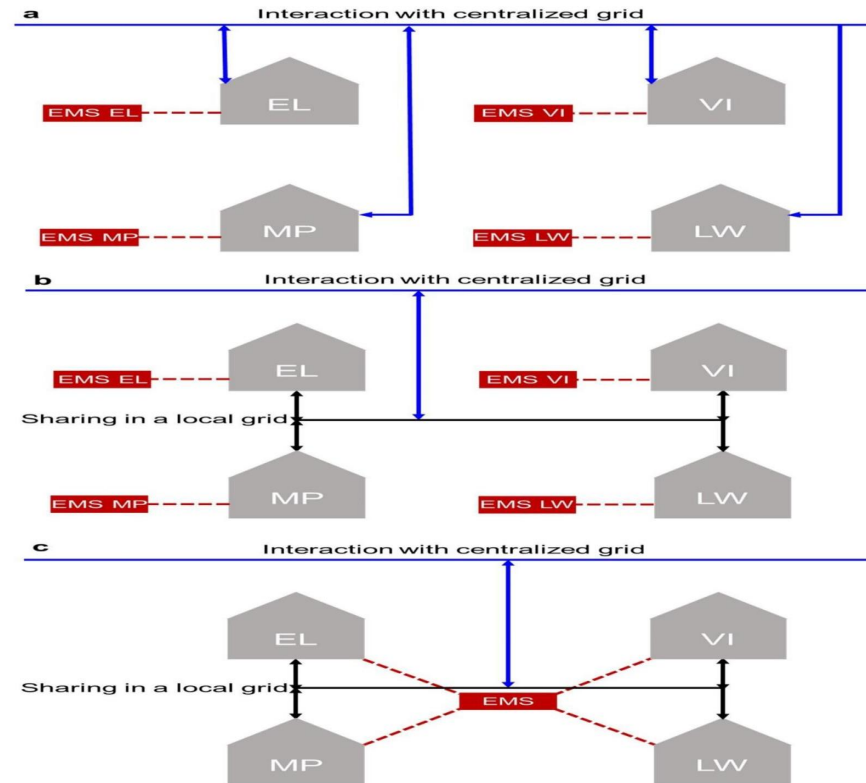 a
Interaction with centralized grid
EL
VI
EMS EL
EMS VI
MP
LW
EMS MP
EMS LW
b
Interaction with centralized grid
EL
VI
EMS EL
EMS VI
Sharing in a local grid
MP
LW
EMS MP
EMS LW
c
Interaction with centralized grid
EL
VI
Sharing in a local grid
EMS
MP
LW